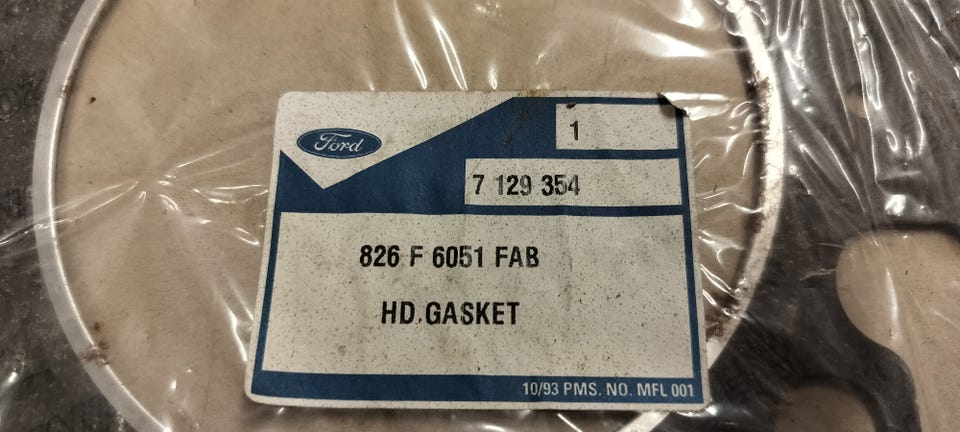 Ford
1
7 129 354
826 F 6051 FAB
HD.GASKET
10/93 PMS. NO. MFL 001